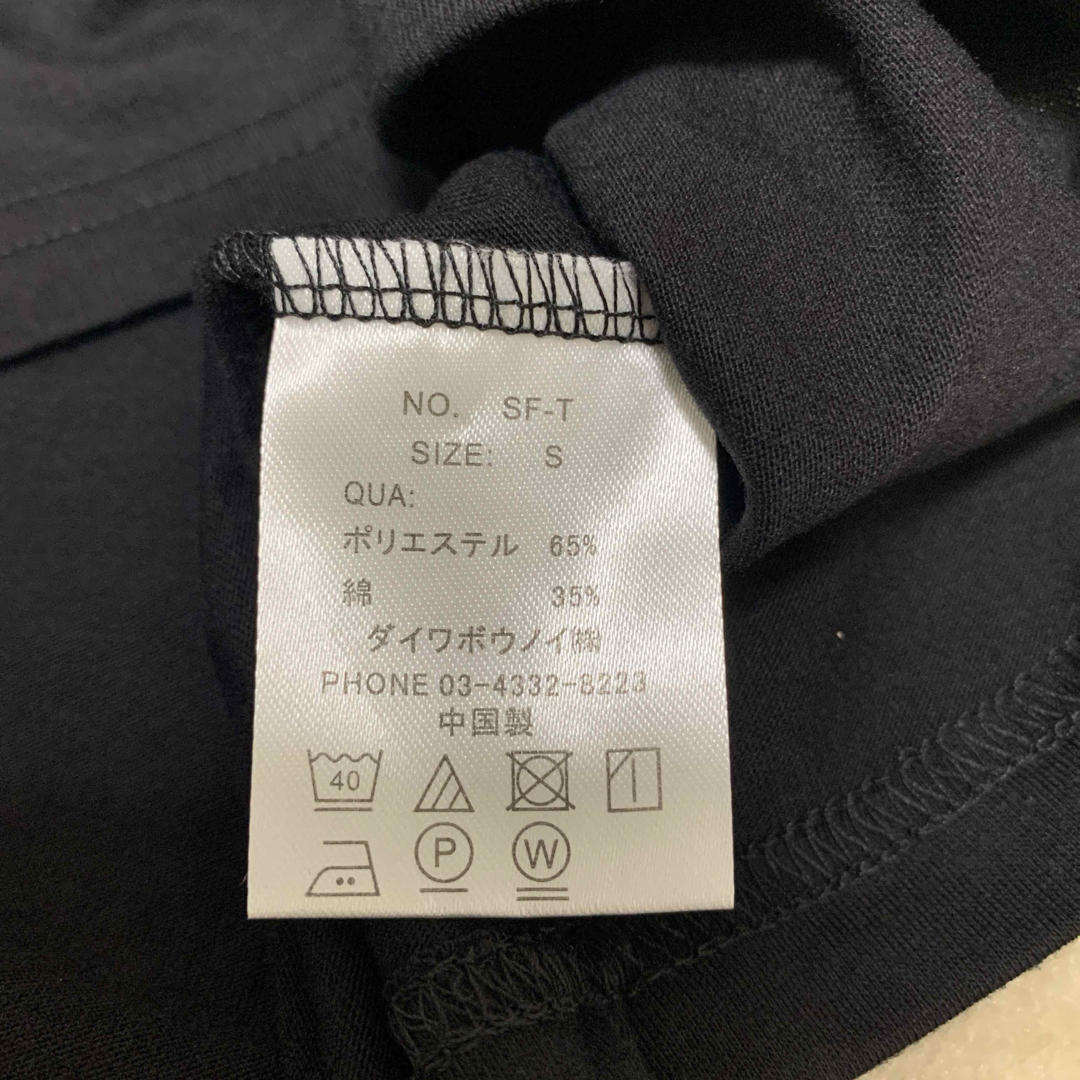 NO. SF-T
SIZE: S
QUA:
ポリエステル 65%
綿 35%
ダイワボウノイ㈱
PHONE 03-4332-8223
中国製
40
P W